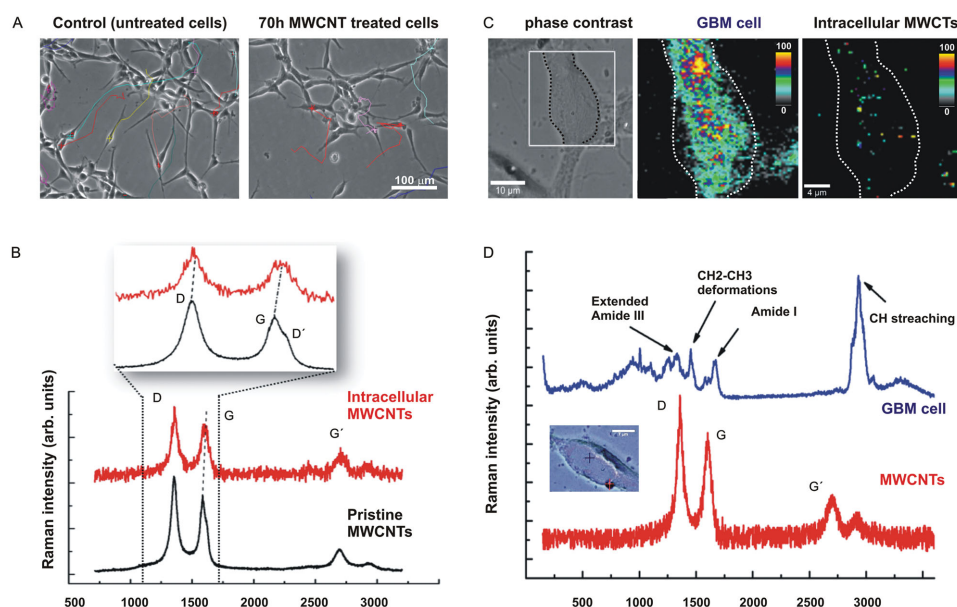 A
Control (untreated cells)
70h MWCNT treated cells
100 µm
C
phase contrast
GBM cell
Intracellular MWCTs
100
0
100
0
10 µm
4 µm
B
D
G
D´
Raman intensity (arb. units)
D
Intracellular
MWCNTs
G
G´
Pristine
MWCNTs
500
1000
1500
2000
2500
3000
D
Raman intensity (arb. units)
CH2-CH3
deformations
Extended
Amide III
Amide I
CH streaching
GBM cell
D
G
MWCNTs
G´
500
1000
1500
2000
2500
3000
3500